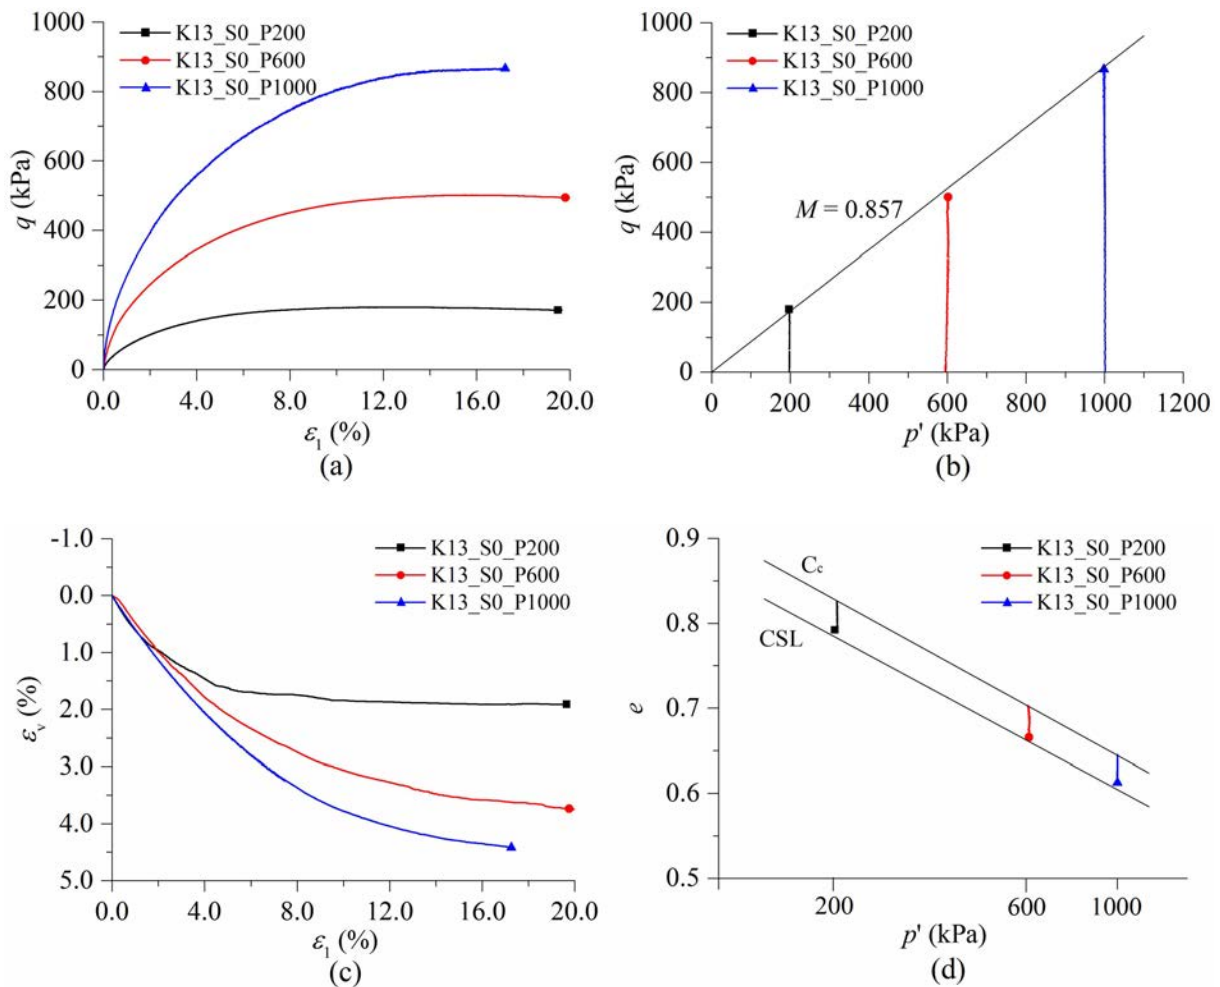 K13_S0_P200
K13_S0_P600
K13_S0_P1000
1000
800
600
400
200
0
q (kPa)
0.0 4.0 8.0 12.0 16.0 20.0
ε1 (%)
(a)
K13_S0_P200
K13_S0_P600
K13_S0_P1000
M = 0.857
1000
800
600
400
200
0
q (kPa)
0 200 400 600 800 1000 1200
p' (kPa)
(b)
K13_S0_P200
K13_S0_P600
K13_S0_P1000
-1.0
0.0
1.0
2.0
3.0
4.0
5.0
εv (%)
0.0 4.0 8.0 12.0 16.0 20.0
ε1 (%)
(c)
K13_S0_P200
K13_S0_P600
K13_S0_P1000
Cc
CSL
0.9
0.8
0.7
0.6
0.5
e
200 600 1000
p' (kPa)
(d)